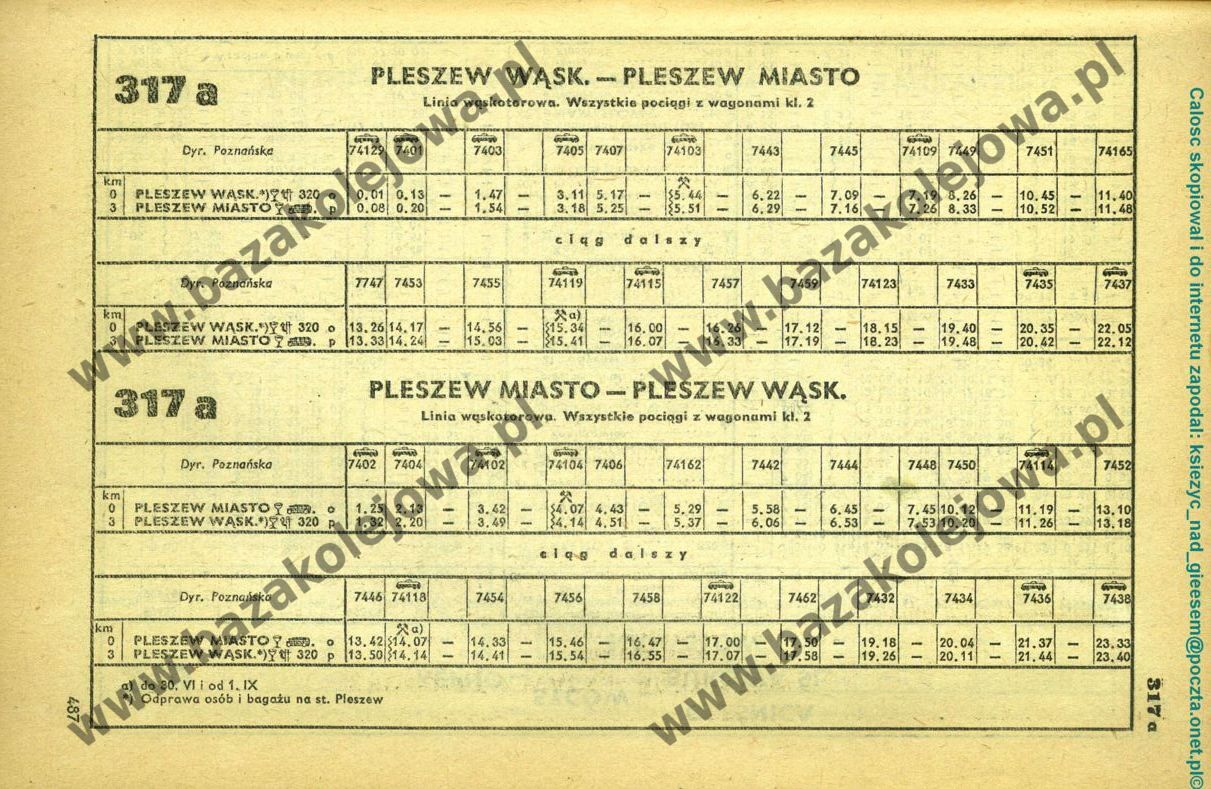 317a
PLESZEW WĄSK. — PLESZEW MIASTO
Linia wąskotorowa. Wszystkie pociągi z wagonami kl. 2
Dyr. Poznańska 74129 7401 7403 7405 7407 74103 7443 7445 74109 7449 7451 74165
km
0 PLESZEW WĄSK.*) 320 o 0.01 0.13 — 1.47 — 3.11 5.17 — 5.44 — 6.22 — 7.09 — 7.19 8.26 — 10.45 — 11.40
3 PLESZEW MIASTO p 0.08 0.20 — 1.54 — 3.18 5.25 — 5.51 — 6.29 — 7.16 — 7.26 8.33 — 10.52 — 11.48
ciąg dalszy
Dyr. Poznańska 7747 7453 7455 74119 74115 7457 7459 74123 7433 7435 7437
km a)
0 PLESZEW WĄSK.*) 320 o 13.26 14.17 — 14.56 — 15.34 — 16.00 — 16.26 — 17.12 — 18.15 — 19.40 — 20.35 — 22.05
3 PLESZEW MIASTO p 13.33 14.24 — 15.03 — 15.41 — 16.07 — 16.33 — 17.19 — 18.23 — 19.48 — 20.42 — 22.12
317a
PLESZEW MIASTO — PLESZEW WĄSK.
Linia wąskotorowa. Wszystkie pociągi z wagonami kl. 2
Dyr. Poznańska 7402 7404 74102 74104 7406 74162 7442 7444 7448 7450 74114 7452
km
0 PLESZEW MIASTO o 1.25 2.13 — 3.42 — 4.07 4.43 — 5.29 — 5.58 — 6.45 — 7.45 10.12 — 11.19 — 13.10
3 PLESZEW WĄSK.*) 320 p 1.32 2.20 — 3.49 — 4.14 4.51 — 5.37 — 6.06 — 6.53 — 7.53 10.20 — 11.26 — 13.18
ciąg dalszy
Dyr. Poznańska 7446 74118 7454 7456 7458 74122 7462 7432 7434 7436 7438
km a)
0 PLESZEW MIASTO o 13.42 14.07 — 14.33 — 15.46 — 16.47 — 17.00 — 17.50 — 19.18 — 20.04 — 21.37 — 23.33
3 PLESZEW WĄSK.*) 320 p 13.50 14.14 — 14.41 — 15.54 — 16.55 — 17.07 — 17.58 — 19.26 — 20.11 — 21.44 — 23.40
a) do 30. VI i od 1. IX
*) Odprawa osób i bagażu na st. Pleszew
487
317a
Calosc skopiowal i do internetu zapodal: ksiezyc_nad_gieesem@poczta.onet.pl©
www.bazakolejowa.pl
www.bazakolejowa.pl
www.bazakolejowa.pl
www.bazakolejowa.pl